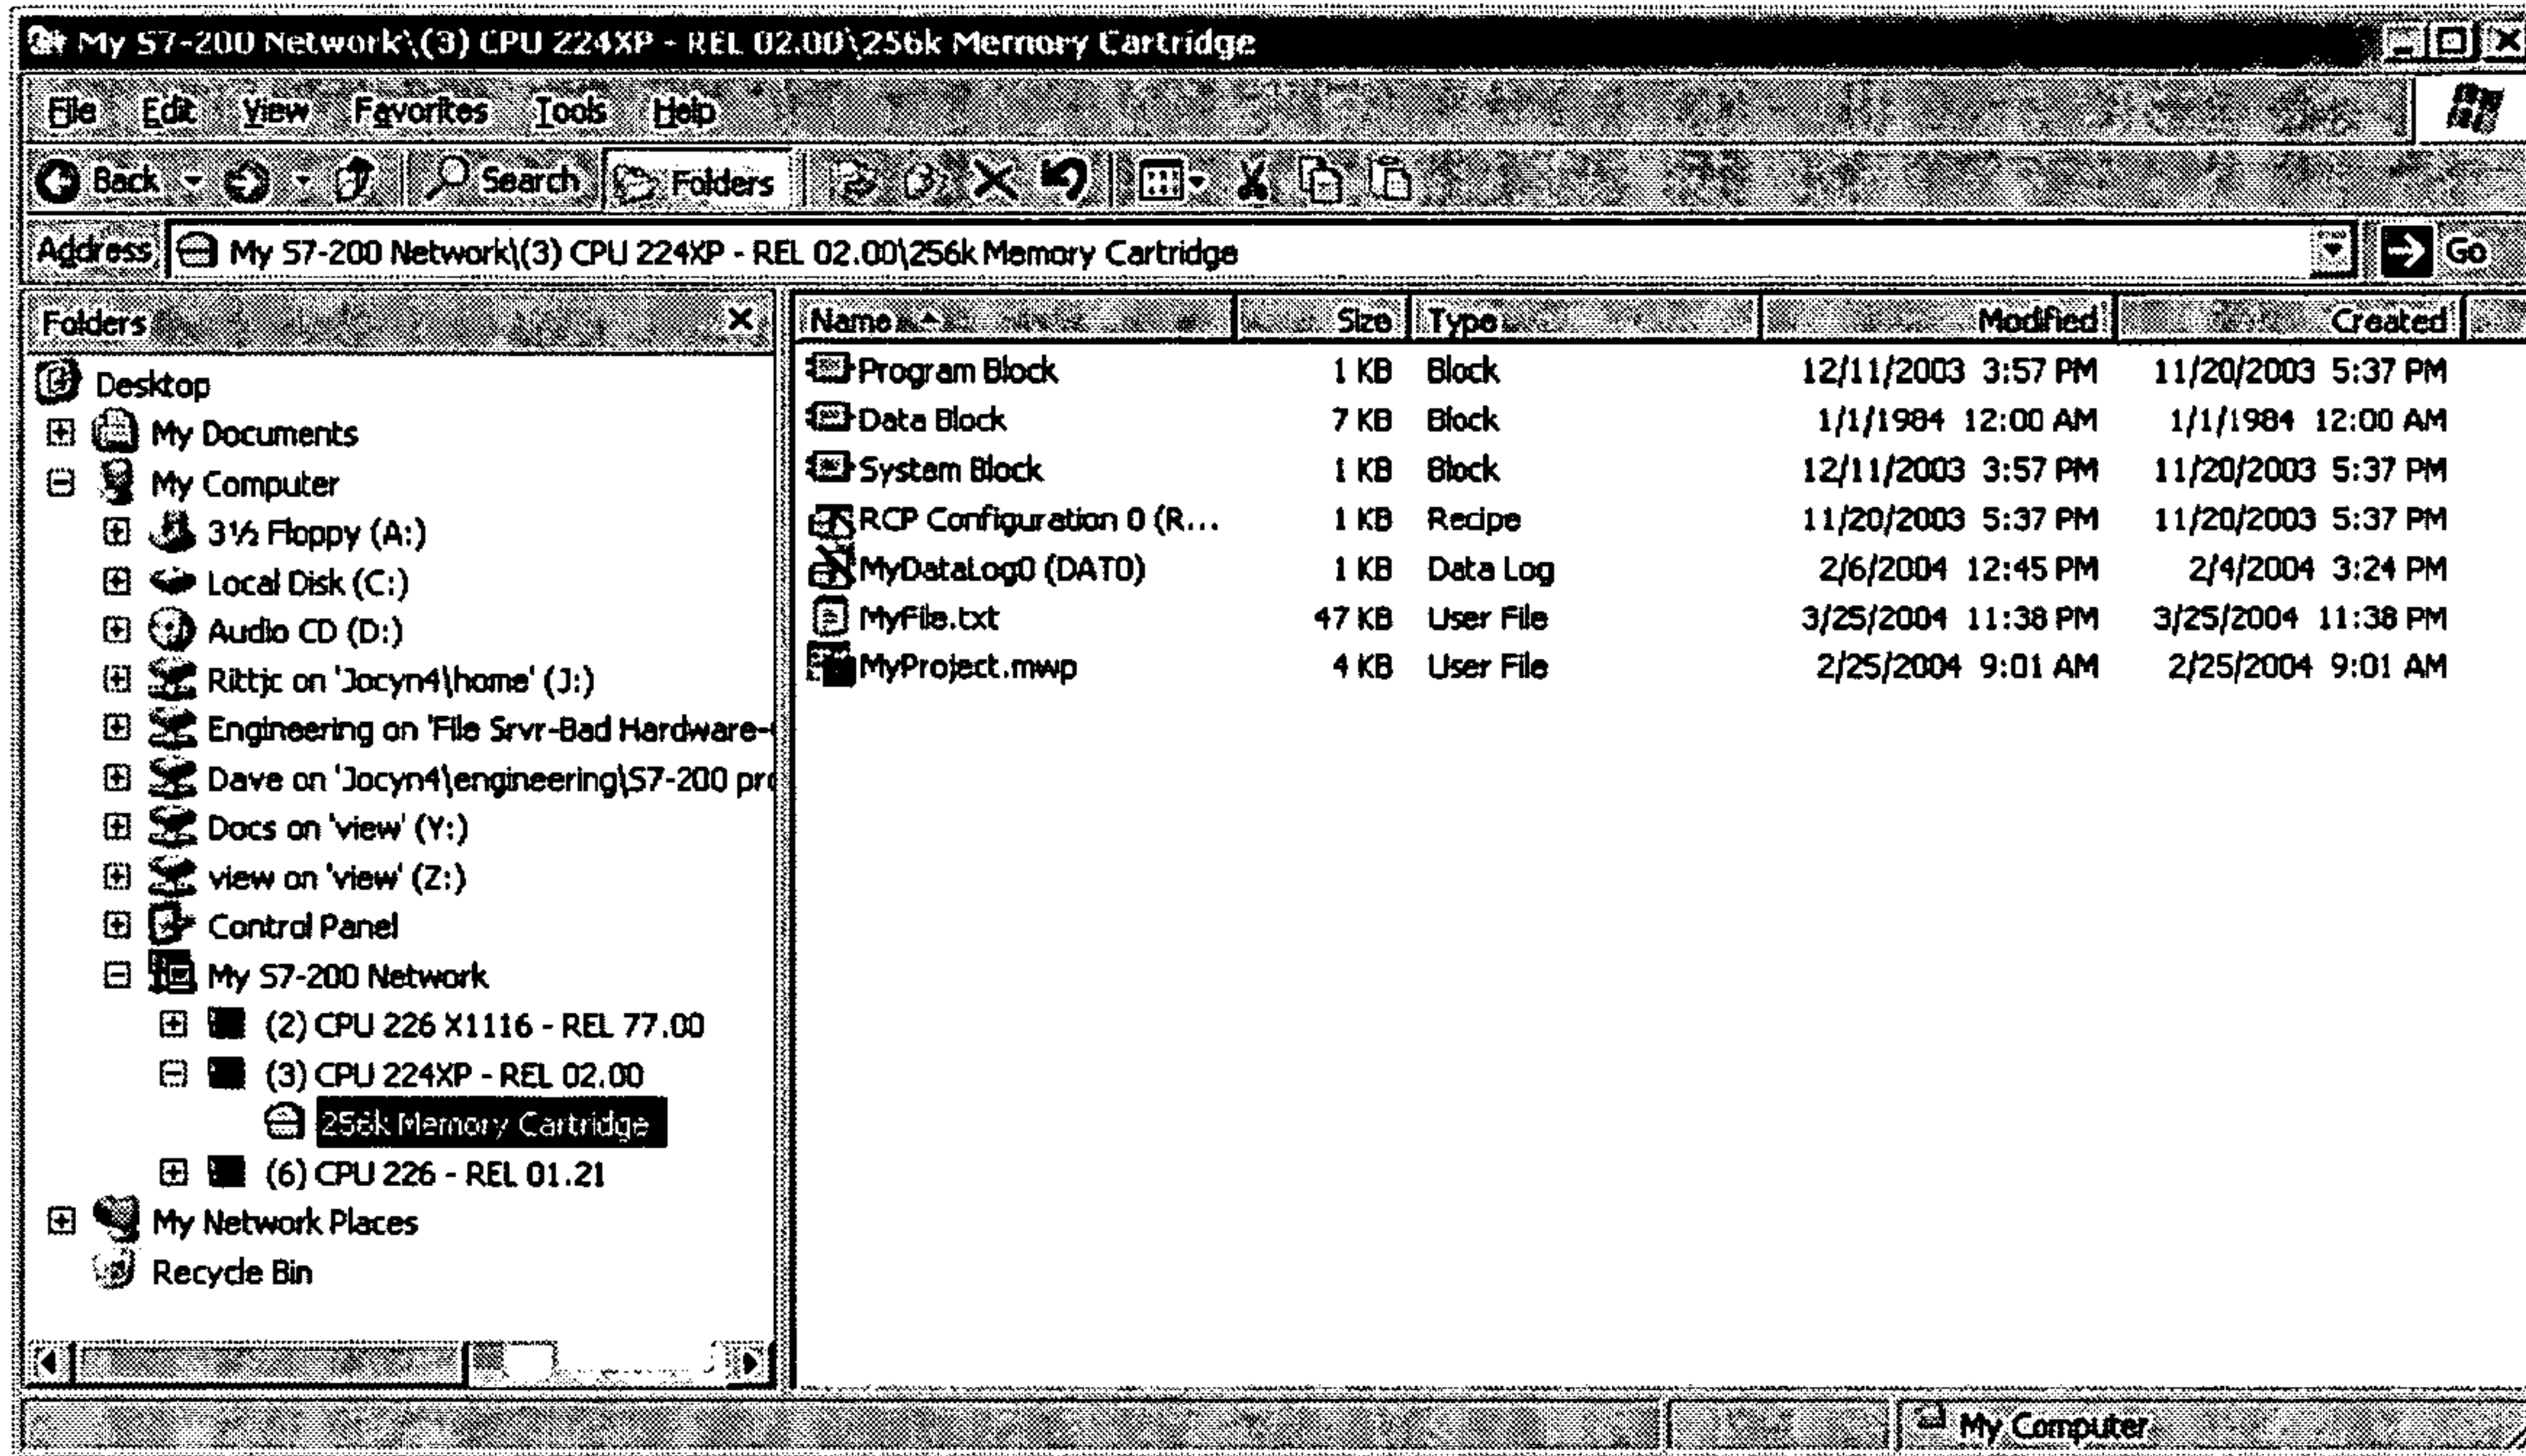 My S7-200 Network\(3) CPU 224XP - REL 02.00\256k Memory Cartridge
File Edit View Favorites Tools Help
Back Search Folders
Address My S7-200 Network\(3) CPU 224XP - REL 02.00\256k Memory Cartridge Go
Folders
Desktop
My Documents
My Computer
3½ Floppy (A:)
Local Disk (C:)
Audio CD (D:)
Rittjc on 'Jocyn4\home' (J:)
Engineering on 'File Srvr-Bad Hardware-
Dave on 'Jocyn4\engineering\S7-200 pro
Docs on 'view' (Y:)
view on 'view' (Z:)
Control Panel
My S7-200 Network
(2) CPU 226 X1116 - REL 77.00
(3) CPU 224XP - REL 02.00
256k Memory Cartridge
(6) CPU 226 - REL 01.21
My Network Places
Recycle Bin
Name Size Type Modified Created
Program Block 1 KB Block 12/11/2003 3:57 PM 11/20/2003 5:37 PM
Data Block 7 KB Block 1/1/1984 12:00 AM 1/1/1984 12:00 AM
System Block 1 KB Block 12/11/2003 3:57 PM 11/20/2003 5:37 PM
RCP Configuration 0 (R... 1 KB Recipe 11/20/2003 5:37 PM 11/20/2003 5:37 PM
MyDataLog0 (DAT0) 1 KB Data Log 2/6/2004 12:45 PM 2/4/2004 3:24 PM
MyFile.txt 47 KB User File 3/25/2004 11:38 PM 3/25/2004 11:38 PM
MyProject.mwp 4 KB User File 2/25/2004 9:01 AM 2/25/2004 9:01 AM
My Computer